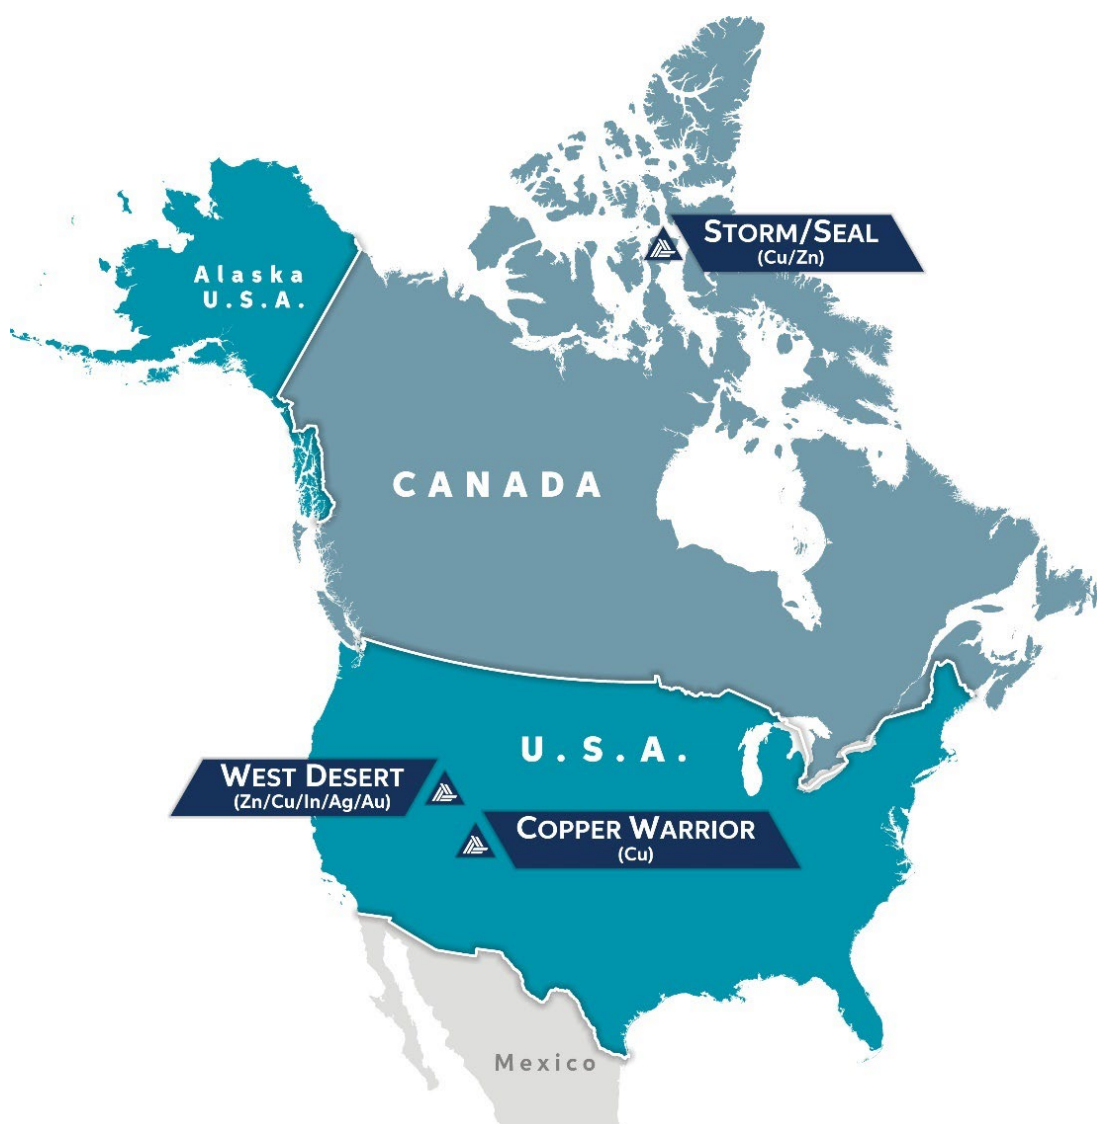 STORM/SEAL
(Cu/Zn)
Alaska
U.S.A.
CANADA
U.S.A.
WEST DESERT
(Zn/Cu/In/Ag/Au)
COPPER WARRIOR
(Cu)
Mexico